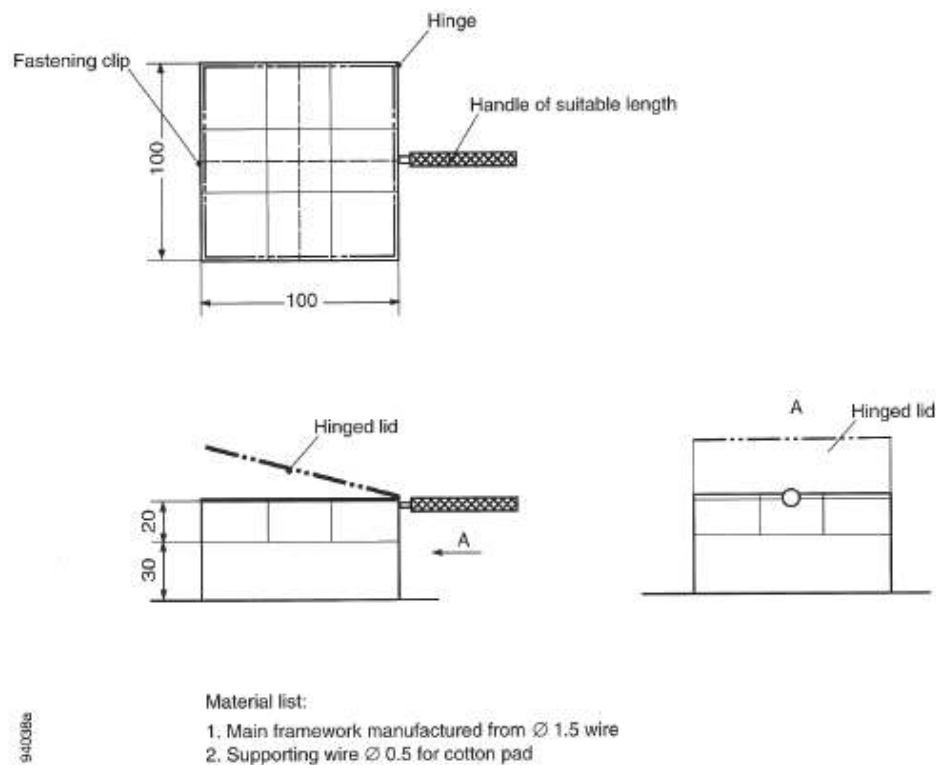 Hinge
Fastening clip
Handle of suitable length
100
100
A
Hinged lid
Hinged lid
20
A
30
Material list:
1. Main framework manufactured from ∅ 1.5 wire
2. Supporting wire ∅ 0.5 for cotton pad
94038a